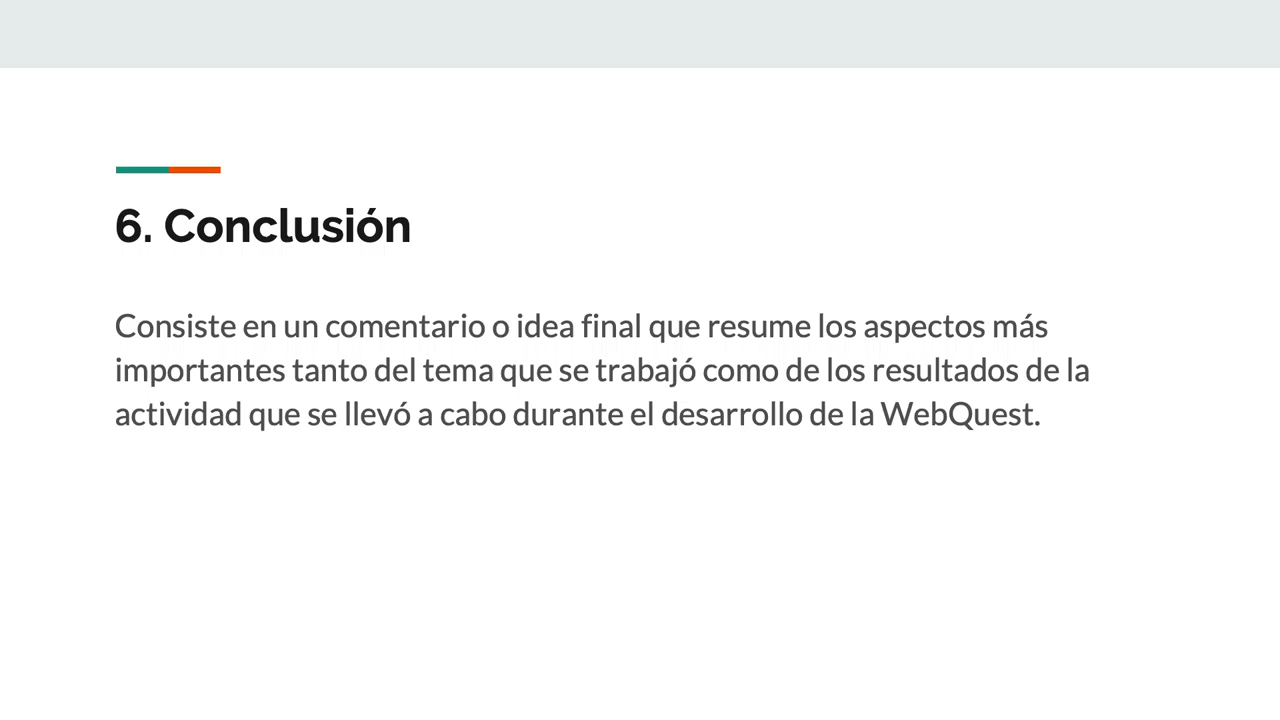 6. Conclusión
Consiste en un comentario o idea final que resume los aspectos más
importantes tanto del tema que se trabajó como de los resultados de la
actividad que se llevó a cabo durante el desarrollo de la WebQuest.